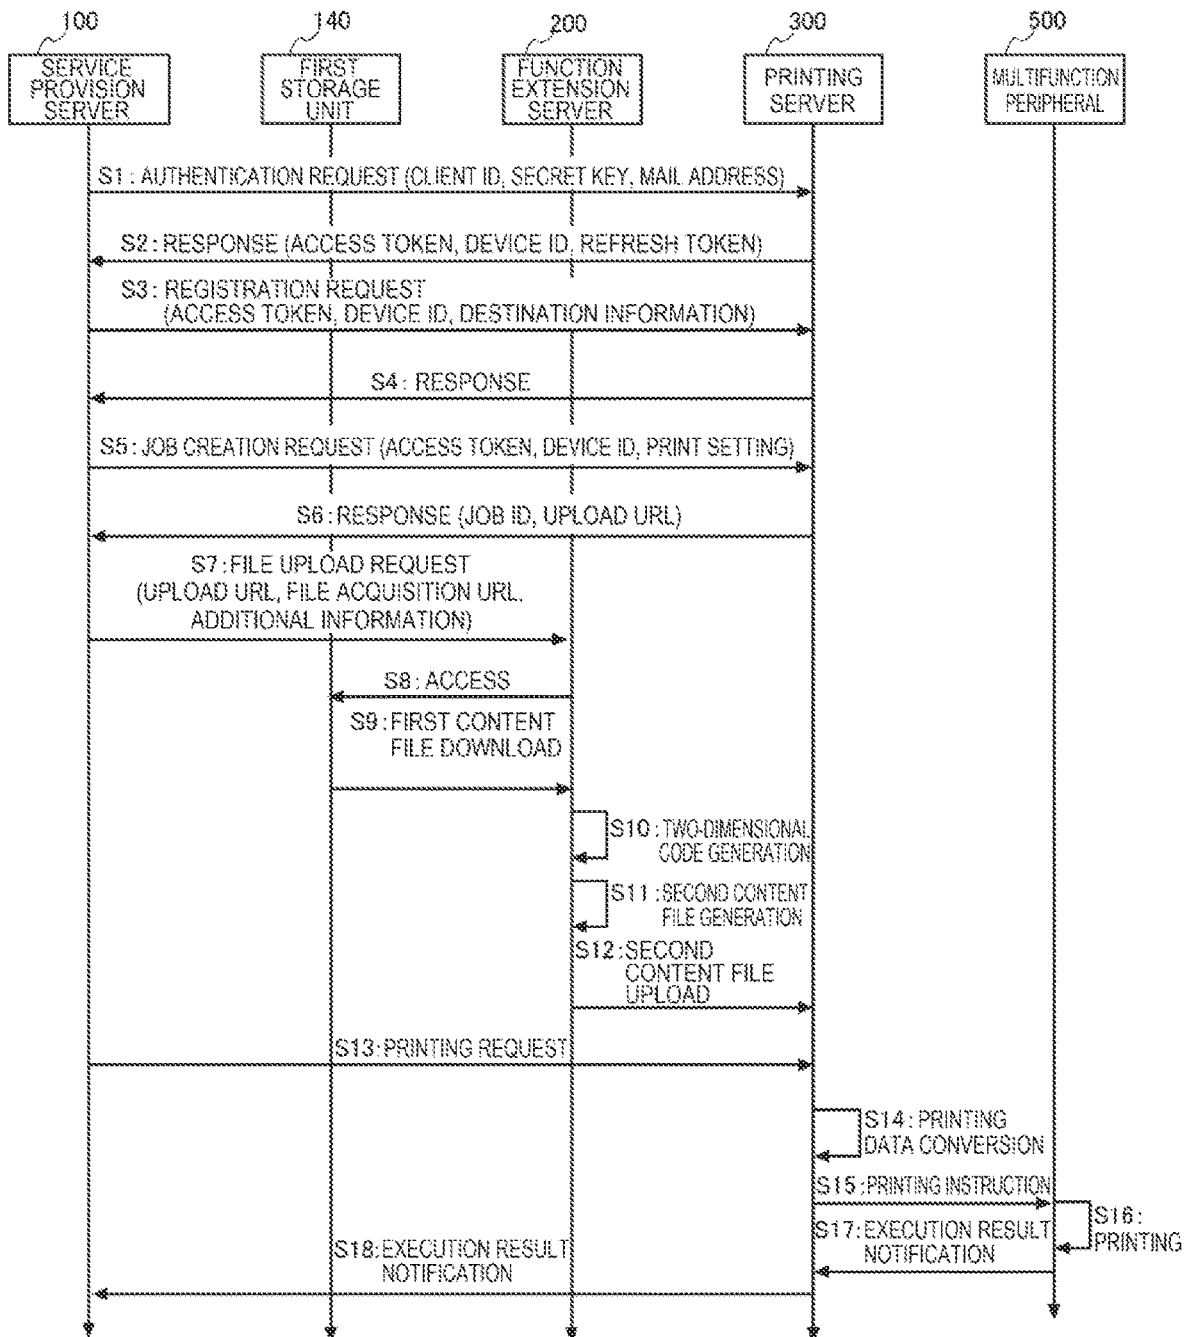 100
140
200
300
500
SERVICE
PROVISION
SERVER
FIRST
STORAGE
UNIT
FUNCTION
EXTENSION
SERVER
PRINTING
SERVER
MULTIFUNCTION
PERIPHERAL
S1 : AUTHENTICATION REQUEST (CLIENT ID, SECRET KEY, MAIL ADDRESS)
S2 : RESPONSE (ACCESS TOKEN, DEVICE ID, REFRESH TOKEN)
S3 : REGISTRATION REQUEST
(ACCESS TOKEN, DEVICE ID, DESTINATION INFORMATION)
S4 : RESPONSE
S5 : JOB CREATION REQUEST (ACCESS TOKEN, DEVICE ID, PRINT SETTING)
S6 : RESPONSE (JOB ID, UPLOAD URL)
S7 : FILE UPLOAD REQUEST
(UPLOAD URL, FILE ACQUISITION URL,
ADDITIONAL INFORMATION)
S8 : ACCESS
S9 : FIRST CONTENT
FILE DOWNLOAD
S10 : TWO-DIMENSIONAL
CODE GENERATION
S11 : SECOND CONTENT
FILE GENERATION
S12 : SECOND
CONTENT FILE
UPLOAD
S13 : PRINTING REQUEST
S14 : PRINTING
DATA CONVERSION
S15 : PRINTING INSTRUCTION
S16 :
PRINTING
S17 : EXECUTION RESULT
NOTIFICATION
S18 : EXECUTION RESULT
NOTIFICATION